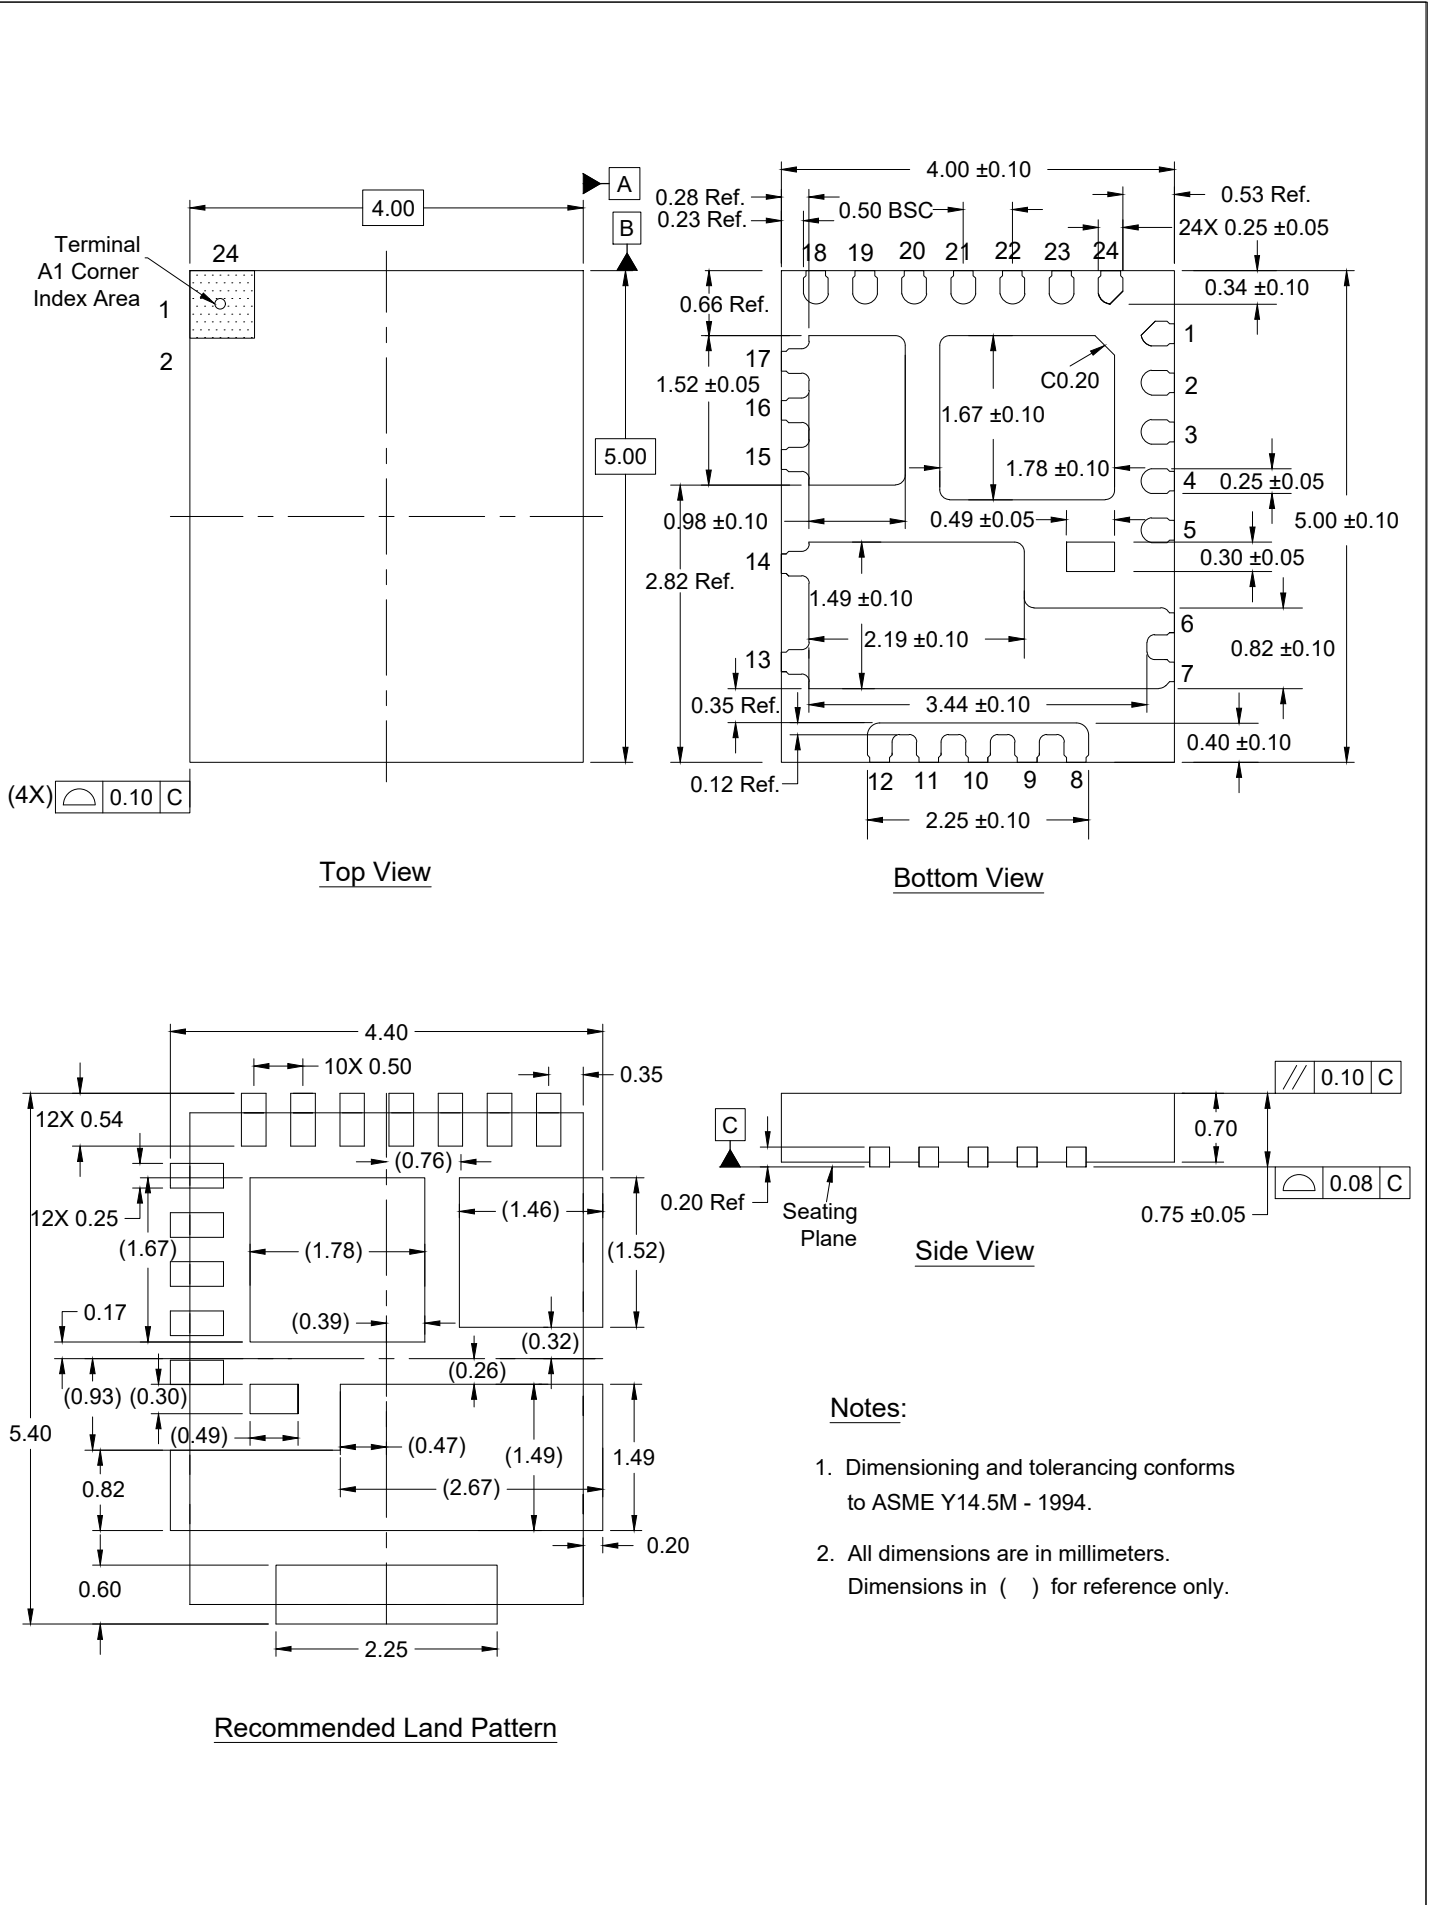 4.00
A
B
Terminal
A1 Corner
Index Area
24
1
2
5.00
(4X)
0.10
C
Top View
4.00 ±0.10
0.28 Ref.
0.23 Ref.
0.50 BSC
0.53 Ref.
24X 0.25 ±0.05
18
19
20
21
22
23
24
0.34 ±0.10
0.66 Ref.
1
17
C0.20
2
1.52 ±0.05
16
1.67 ±0.10
3
15
1.78 ±0.10
4
0.25 ±0.05
0.98 ±0.10
0.49 ±0.05
5
5.00 ±0.10
14
0.30 ±0.05
2.82 Ref.
1.49 ±0.10
6
2.19 ±0.10
0.82 ±0.10
13
7
0.35 Ref.
3.44 ±0.10
0.40 ±0.10
0.12 Ref.
12
11
10
9
8
2.25 ±0.10
Bottom View
4.40
10X 0.50
0.35
12X 0.54
(0.76)
12X 0.25
(1.46)
(1.67)
(1.78)
(1.52)
0.17
(0.39)
(0.32)
(0.26)
(0.93)
(0.30)
5.40
(0.49)
(0.47)
(1.49)
1.49
0.82
(2.67)
0.20
0.60
2.25
Recommended Land Pattern
0.10
C
C
0.70
0.08
C
0.20 Ref
Seating
Plane
0.75 ±0.05
Side View
Notes:
1. Dimensioning and tolerancing conforms
to ASME Y14.5M - 1994.
2. All dimensions are in millimeters.
Dimensions in ( ) for reference only.